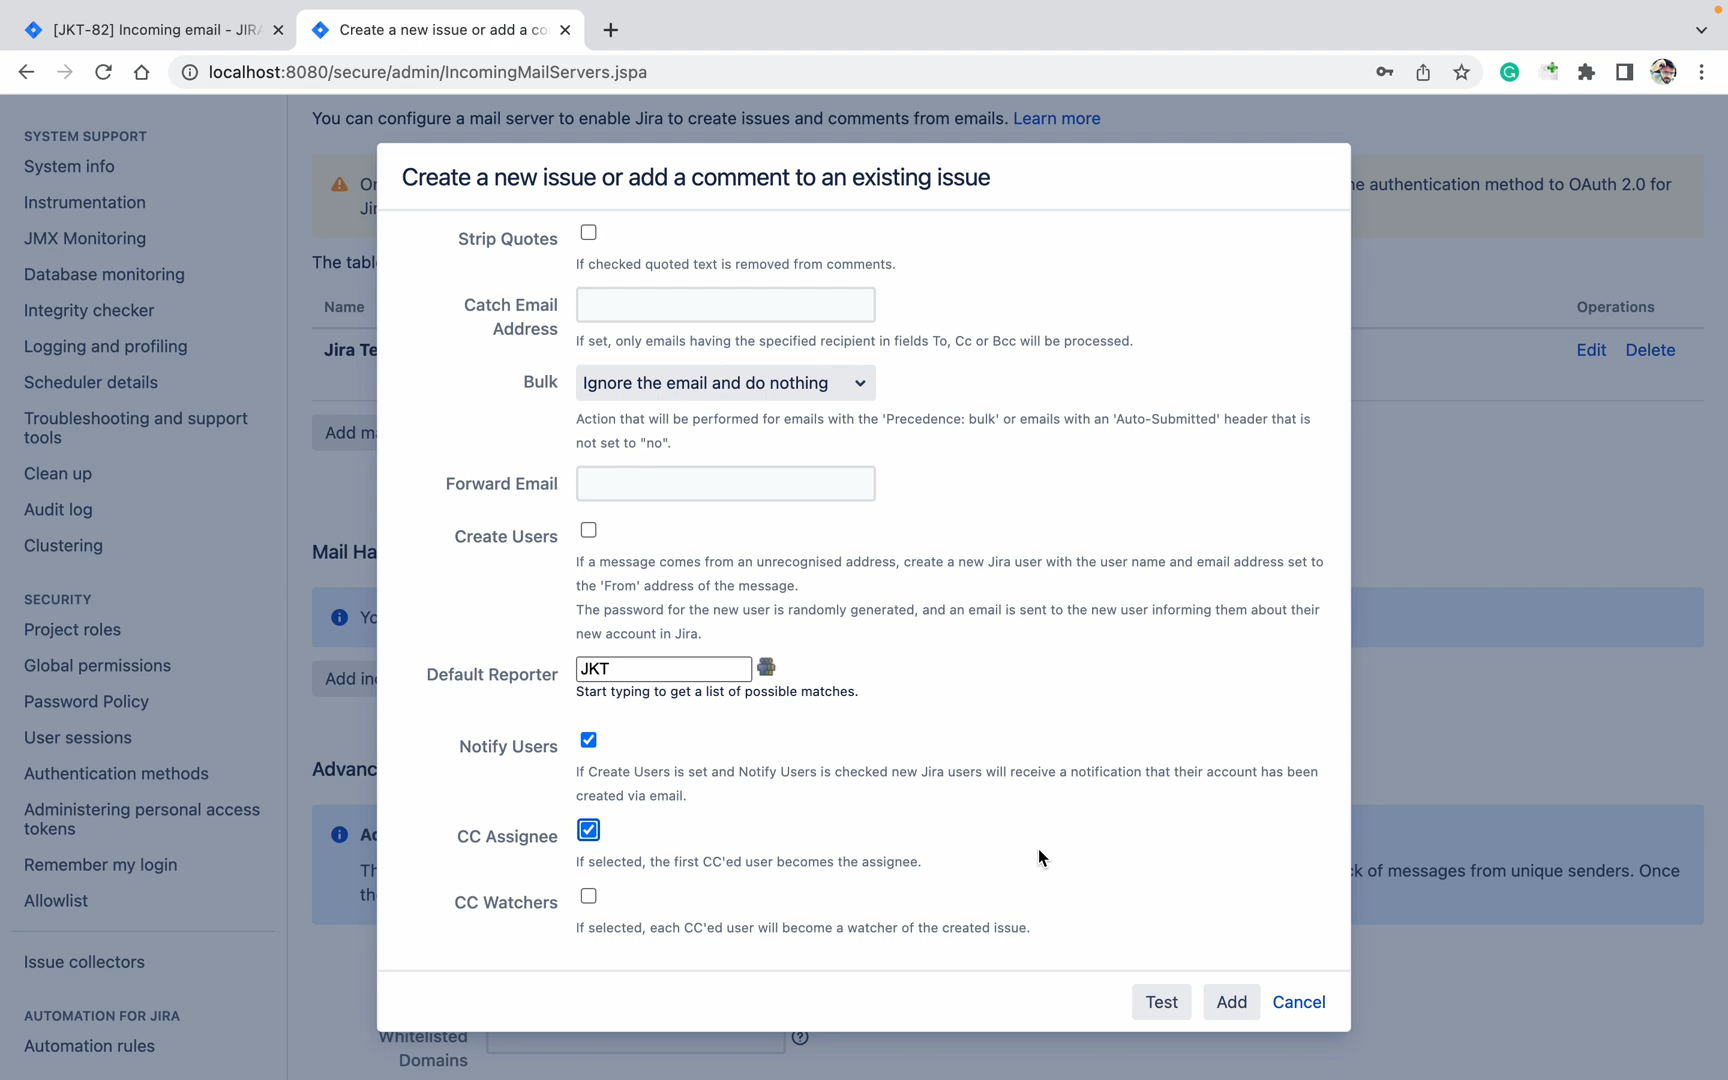 [JKT-82] Incoming email - JIR
Create a new issue or add a co
localhost:8080/secure/admin/IncomingMailServers.jspa
SYSTEM SUPPORT
System info
Instrumentation
JMX Monitoring
Database monitoring
Integrity checker
Logging and profiling
Scheduler details
Troubleshooting and support
tools
Clean up
Audit log
Clustering
SECURITY
Project roles
Global permissions
Password Policy
User sessions
Authentication methods
Administering personal access
tokens
Remember my login
Allowlist
Issue collectors
AUTOMATION FOR JIRA
Automation rules
You can configure a mail server to enable Jira to create issues and comments from emails. Learn more
e authentication method to OAuth 2.0 for
Jir
The tabl
Name
Operations
Jira Te
Edit Delete
Add ma
Mail Ha
Yo
Add in
Advanc
Ad
Th
k of messages from unique senders. Once
the
Whitelisted
Domains
Create a new issue or add a comment to an existing issue
Strip Quotes
If checked quoted text is removed from comments.
Catch Email
Address
If set, only emails having the specified recipient in fields To, Cc or Bcc will be processed.
Bulk
Ignore the email and do nothing
Action that will be performed for emails with the 'Precedence: bulk' or emails with an 'Auto-Submitted' header that is
not set to "no".
Forward Email
Create Users
If a message comes from an unrecognised address, create a new Jira user with the user name and email address set to
the 'From' address of the message.
The password for the new user is randomly generated, and an email is sent to the new user informing them about their
new account in Jira.
Default Reporter
JKT
Start typing to get a list of possible matches.
Notify Users
If Create Users is set and Notify Users is checked new Jira users will receive a notification that their account has been
created via email.
CC Assignee
If selected, the first CC'ed user becomes the assignee.
CC Watchers
If selected, each CC'ed user will become a watcher of the created issue.
Test
Add
Cancel